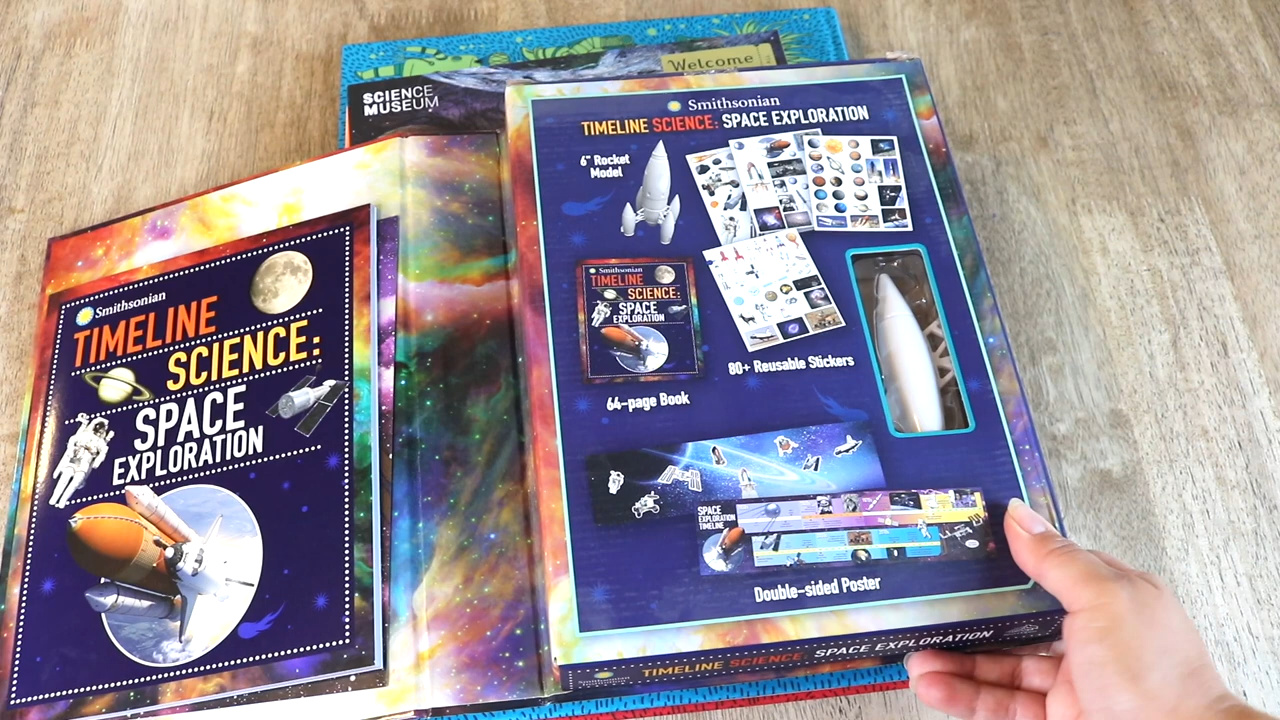 Welcome
SCIENCE
MUSEUM
Smithsonian
TIMELINE
SCIENCE:
SPACE
EXPLORATION
Smithsonian
TIMELINE SCIENCE: SPACE EXPLORATION
6" Rocket
Model
Smithsonian
TIMELINE
SCIENCE:
SPACE
EXPLORATION
64-page Book
80+ Reusable Stickers
SPACE
EXPLORATION
TIMELINE
Double-sided Poster
Smithsonian
TIMELINE SCIENCE: SPACE EXPLORATION